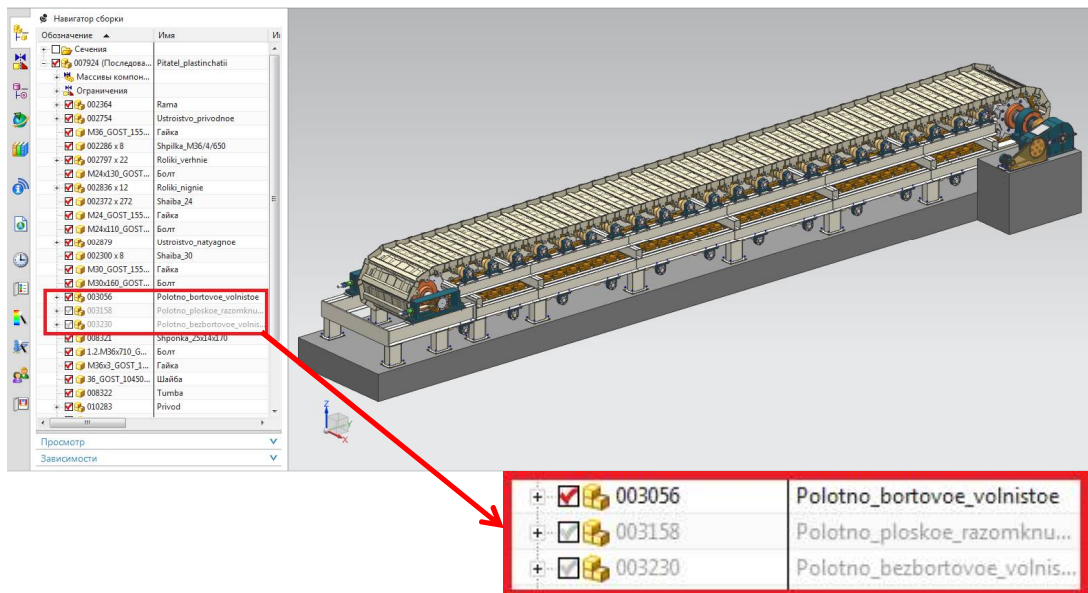 Навигатор сборки
Обозначение Имя
Сечения
007924 (Последова... Pitatel_plastinchatii
Массивы компон...
Ограничения
002364 Rama
002754 Ustroistvo_privodnoe
M36_GOST_155... Гайка
002286 x 8 Shpilka_M36/4/650
002797 x 22 Roliki_verhnie
M24x130_GOST... Болт
002836 x 12 Roliki_nignie
002372 x 272 Shaiba_24
M24_GOST_155... Гайка
M24x110_GOST... Болт
002879 Ustroistvo_natyagnoe
002300 x 8 Shaiba_30
M30_GOST_155... Гайка
M30x160_GOST... Болт
003056 Polotno_bortovoe_volnistoe
003158 Polotno_ploskoe_razomknu...
003230 Polotno_bezbortovoe_volnis...
008321 Shponka_25x14x170
1.2.M36x710_G... Болт
M36x3_GOST_1... Гайка
36_GOST_10450... Шайба
008322 Tumba
010283 Privod
Просмотр
Зависимости
Z
Y
X
003056 Polotno_bortovoe_volnistoe
003158 Polotno_ploskoe_razomknu...
003230 Polotno_bezbortovoe_volnis...